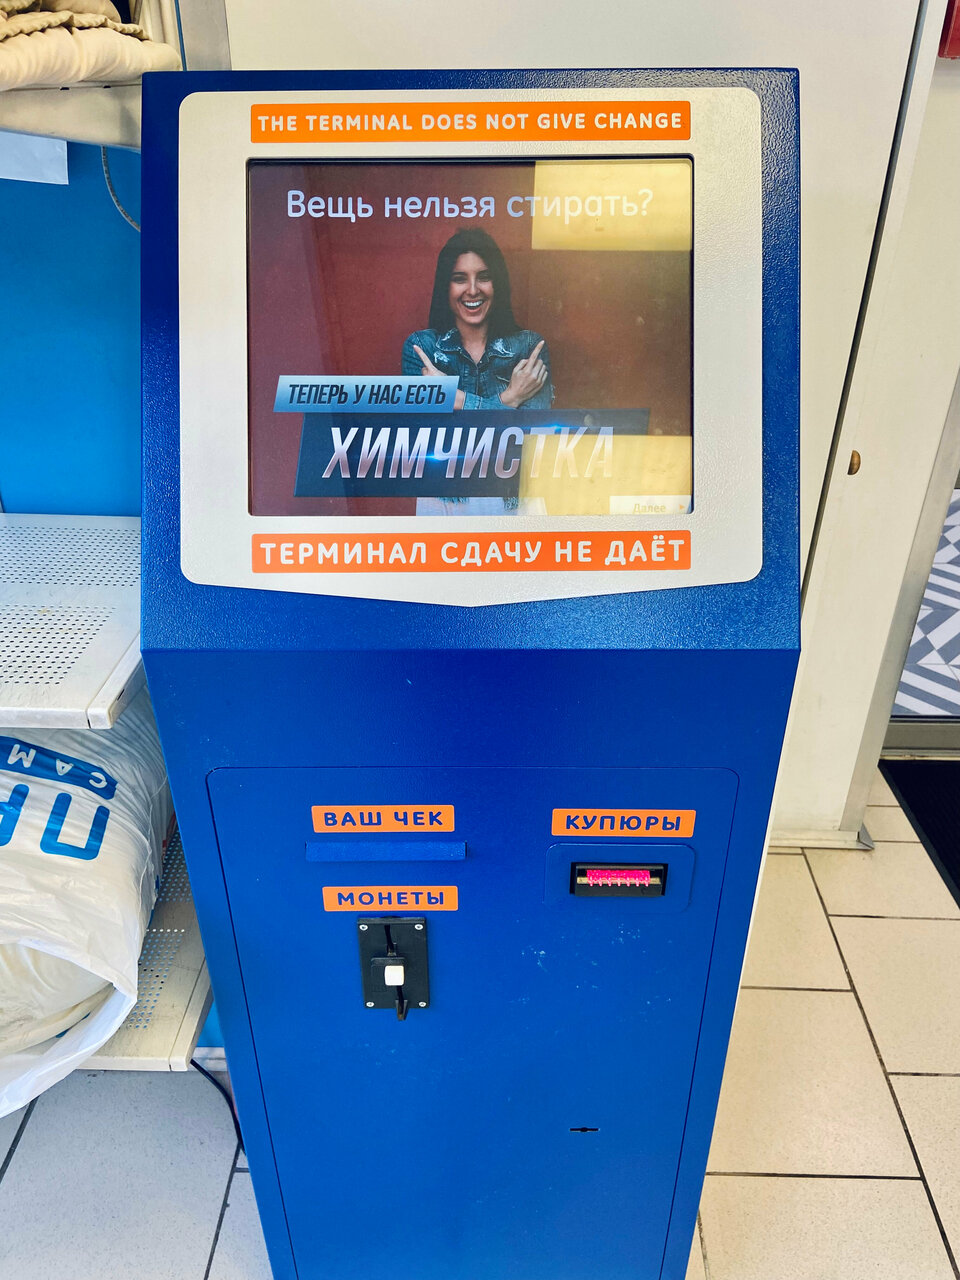 THE TERMINAL DOES NOT GIVE CHANGE
Вещь нельзя стирать?
ТЕПЕРЬ У НАС ЕСТЬ
ХИМЧИСТКА
Далее
ТЕРМИНАЛ СДАЧУ НЕ ДАЁТ
ВАШ ЧЕК
КУПЮРЫ
МОНЕТЫ